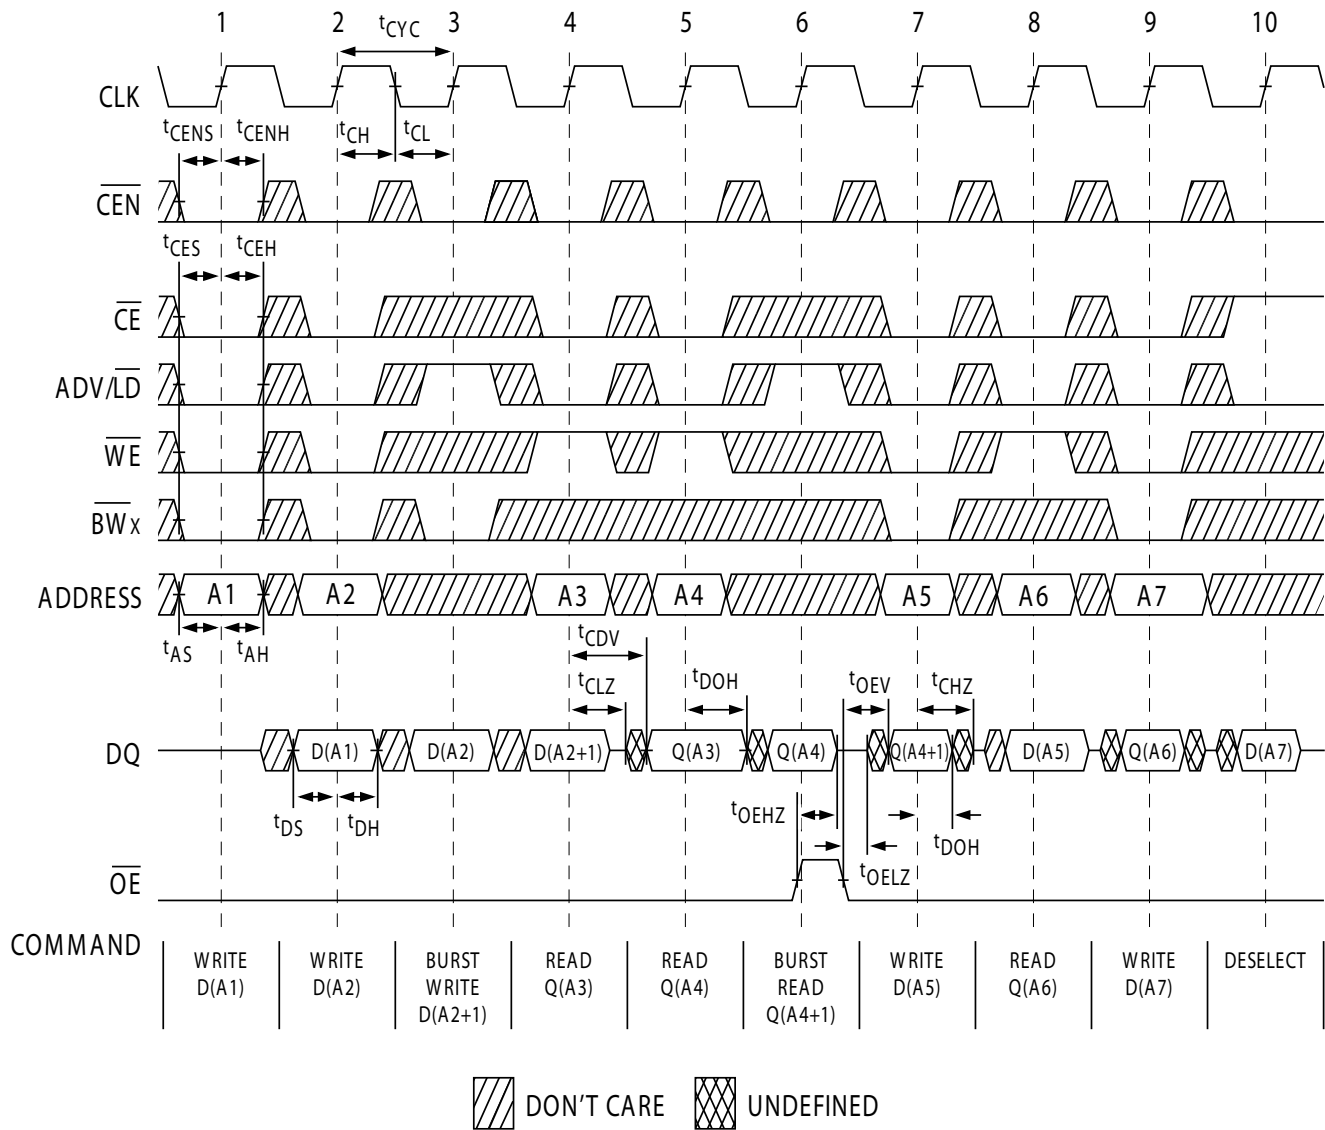 1 2 tCYC 3 4 5 6 7 8 9 10
CLK
tCENS tCENH tCH tCL
CEN
tCES tCEH
CE
ADV/LD
WE
BWx
ADDRESS A1 A2 A3 A4 A5 A6 A7
tAS tAH tCDV
tCLZ tDOH tOEV tCHZ
DQ D(A1) D(A2) D(A2+1) Q(A3) Q(A4) Q(A4+1) D(A5) Q(A6) D(A7)
tDS tDH tOEHZ tDOH
tOELZ
OE
COMMAND
WRITE WRITE BURST READ READ BURST WRITE READ WRITE DESELECT
D(A1) D(A2) WRITE Q(A3) Q(A4) READ D(A5) Q(A6) D(A7)
D(A2+1) Q(A4+1)
DON'T CARE UNDEFINED